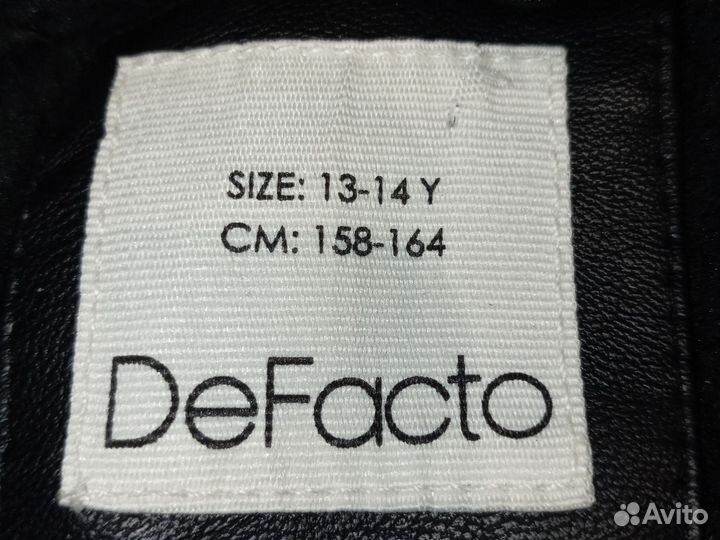 SIZE: 13-14 Y
CM: 158-164
DeFacto
Avito